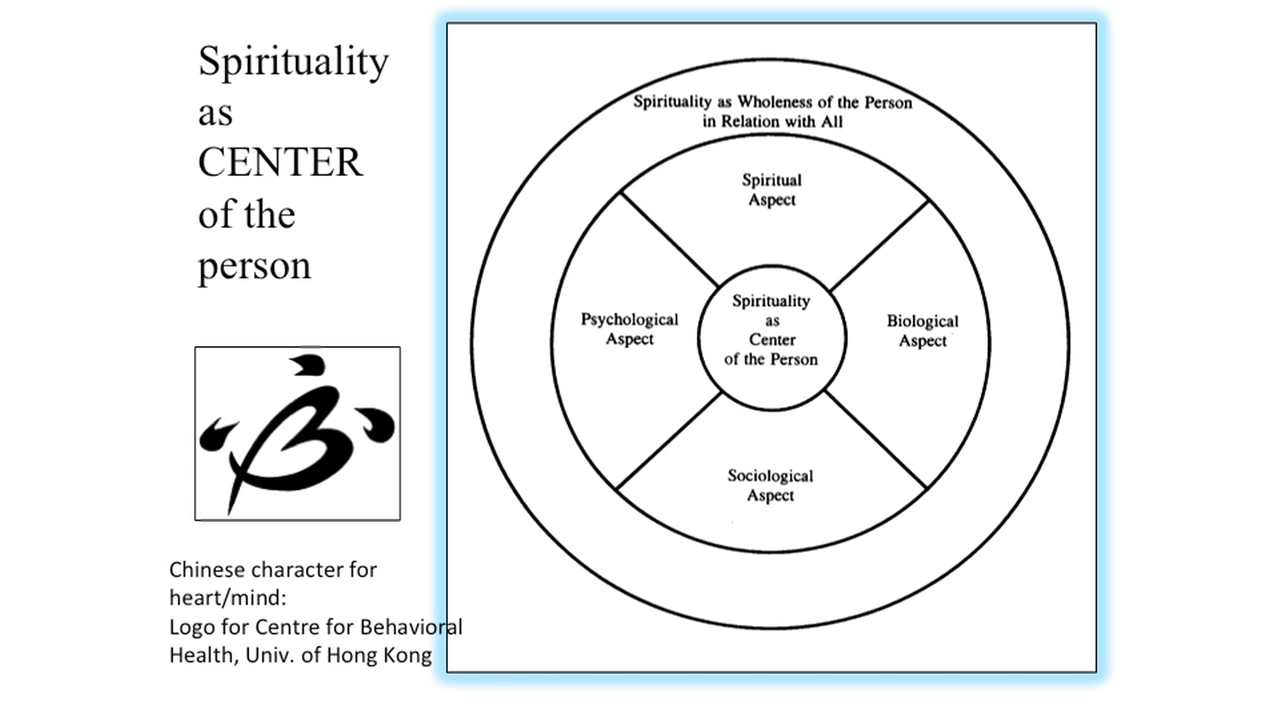 Spirituality
as
CENTER
of the
person
Chinese character for
heart/mind:
Logo for Centre for Behavioral
Health, Univ. of Hong Kong
Spirituality as Wholeness of the Person
in Relation with All
Spiritual
Aspect
Psychological
Aspect
Spirituality
as
Center
of the Person
Biological
Aspect
Sociological
Aspect